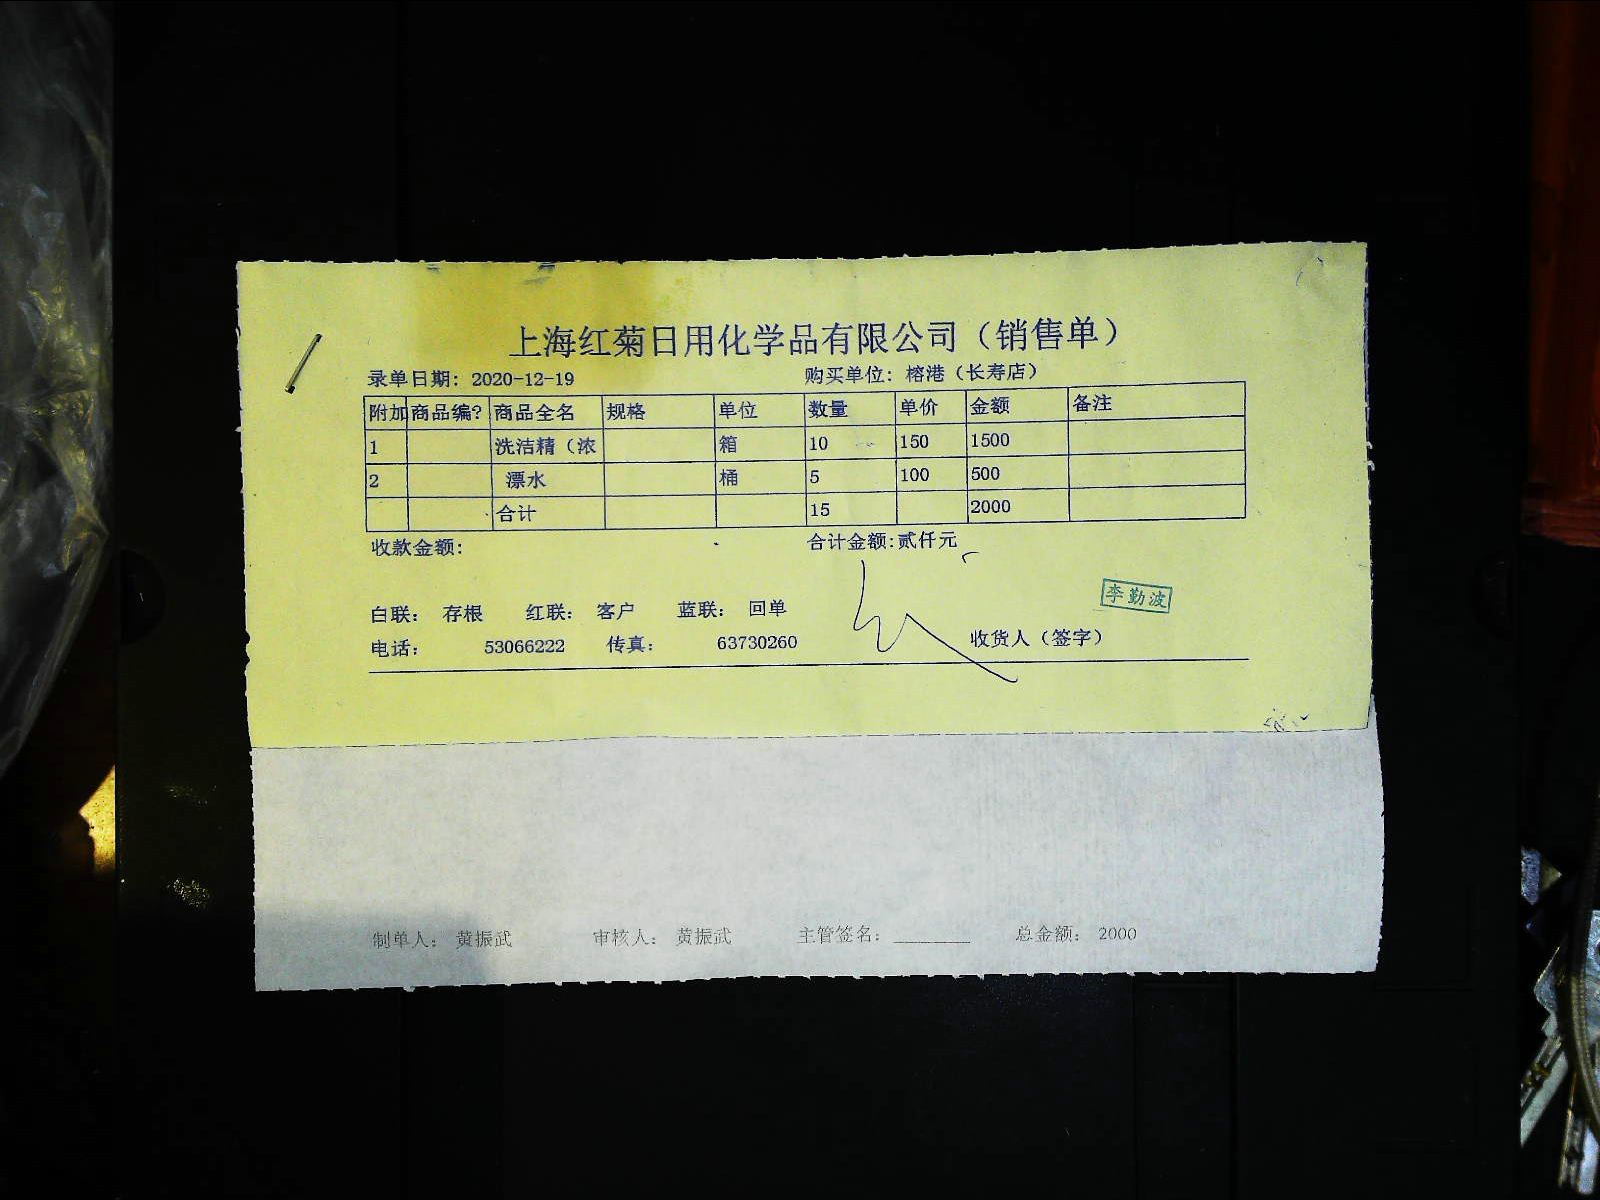 上海红菊日用化学品有限公司（销售单）
录单日期: 2020-12-19 购买单位: 榕港（长寿店）
附加 商品编? 商品全名 规格 单位 数量 单价 金额 备注
1 洗洁精（浓 箱 10 150 1500
2 漂水 桶 5 100 500
合计 15 2000
收款金额: 合计金额:贰仟元
李勤波
白联: 存根 红联: 客户 蓝联: 回单
电话: 53066222 传真: 63730260 收货人（签字）
制单人: 黄振武 审核人: 黄振武 主管签名: ________ 总金额: 2000